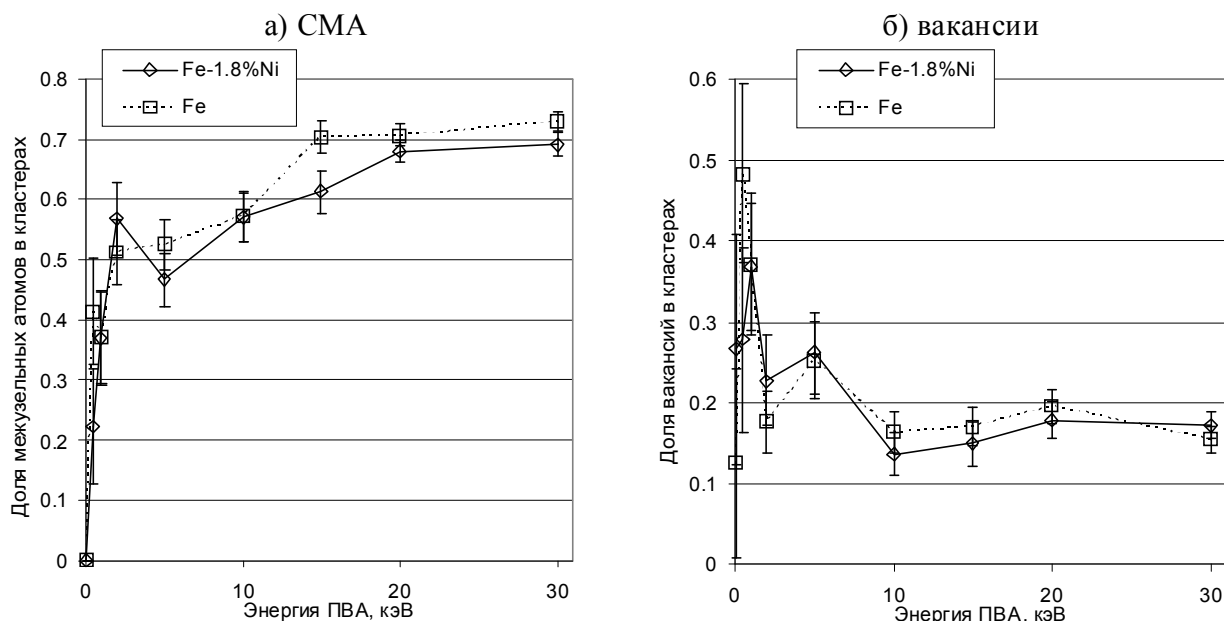 а) СМА
Fe-1.8%Ni
Fe
Доля межузельных атомов в кластерах
0.8
0.7
0.6
0.5
0.4
0.3
0.2
0.1
0
0 10 20 30
Энергия ПВА, кэВ
б) вакансии
Fe-1.8%Ni
Fe
Доля вакансий в кластерах
0.6
0.5
0.4
0.3
0.2
0.1
0
0 10 20 30
Энергия ПВА, кэВ